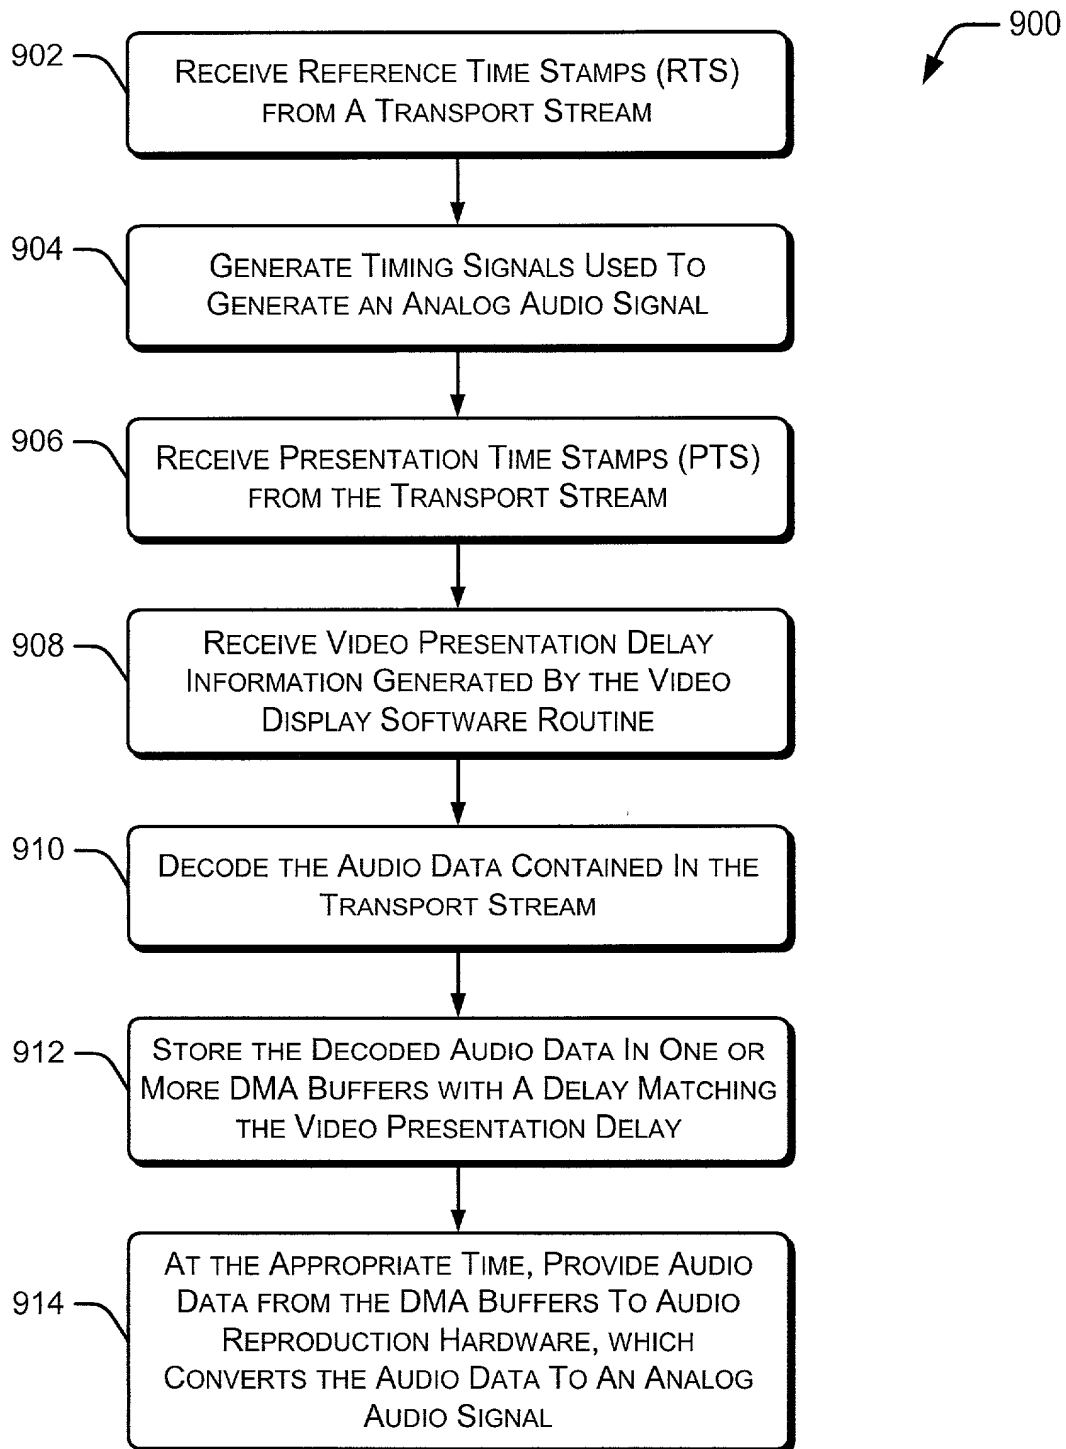 900
902
RECEIVE REFERENCE TIME STAMPS (RTS)
FROM A TRANSPORT STREAM
904
GENERATE TIMING SIGNALS USED TO
GENERATE AN ANALOG AUDIO SIGNAL
906
RECEIVE PRESENTATION TIME STAMPS (PTS)
FROM THE TRANSPORT STREAM
908
RECEIVE VIDEO PRESENTATION DELAY
INFORMATION GENERATED BY THE VIDEO
DISPLAY SOFTWARE ROUTINE
910
DECODE THE AUDIO DATA CONTAINED IN THE
TRANSPORT STREAM
912
STORE THE DECODED AUDIO DATA IN ONE OR
MORE DMA BUFFERS WITH A DELAY MATCHING
THE VIDEO PRESENTATION DELAY
914
AT THE APPROPRIATE TIME, PROVIDE AUDIO
DATA FROM THE DMA BUFFERS TO AUDIO
REPRODUCTION HARDWARE, WHICH
CONVERTS THE AUDIO DATA TO AN ANALOG
AUDIO SIGNAL